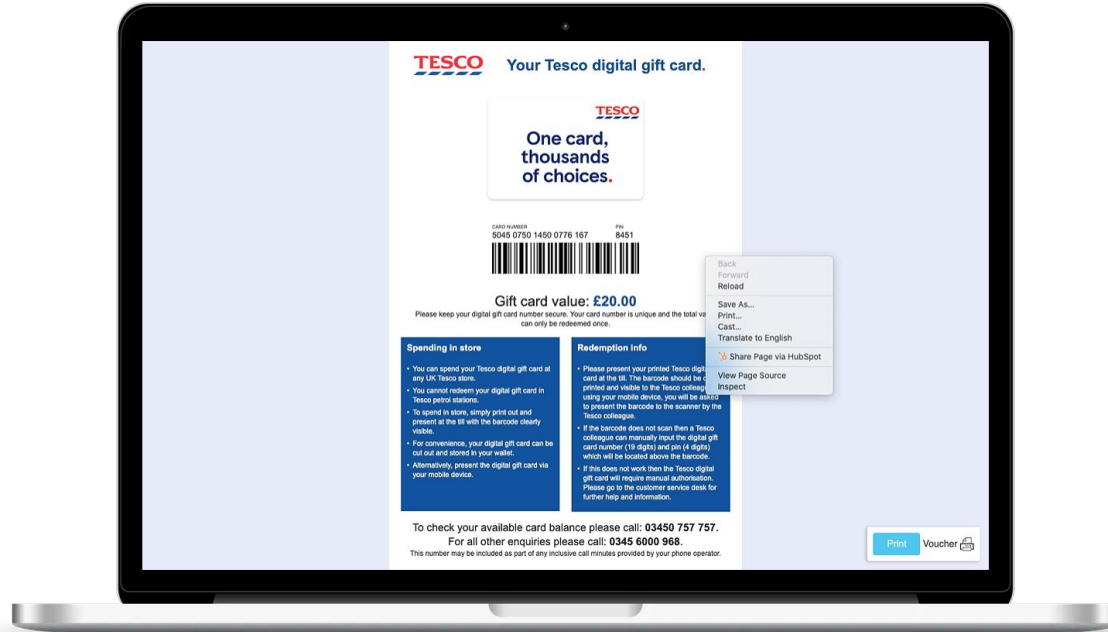 TESCO
Your Tesco digital gift card.
TESCO
One card,
thousands
of choices.
CARD NUMBER PIN
5045 0750 1450 0776 167 8451
Gift card value: £20.00
Please keep your digital gift card number secure. Your card number is unique and the total va
can only be redeemed once.
Spending in store
• You can spend your Tesco digital gift card at
any UK Tesco store.
• You cannot redeem your digital gift card in
Tesco petrol stations.
• To spend in store, simply print out and
present at the till with the barcode clearly
visible.
• For convenience, your digital gift card can be
cut out and stored in your wallet.
• Alternatively, present the digital gift card via
your mobile device.
Redemption info
• Please present your printed Tesco digit
card at the till. The barcode should be
printed and visible to the Tesco colleag
using your mobile device, you will be asked
to present the barcode to the scanner by the
Tesco colleague.
• If the barcode does not scan then a Tesco
colleague can manually input the digital gift
card number (19 digits) and pin (4 digits)
which will be located above the barcode.
• If this does not work then the Tesco digital
gift card will require manual authorisation.
Please go to the customer service desk for
further help and information.
To check your available card balance please call: 03450 757 757.
For all other enquiries please call: 0345 6000 968.
This number may be included as part of any inclusive call minutes provided by your phone operator.
Back
Forward
Reload
Save As...
Print...
Cast...
Translate to English
Share Page via HubSpot
View Page Source
Inspect
Print Voucher